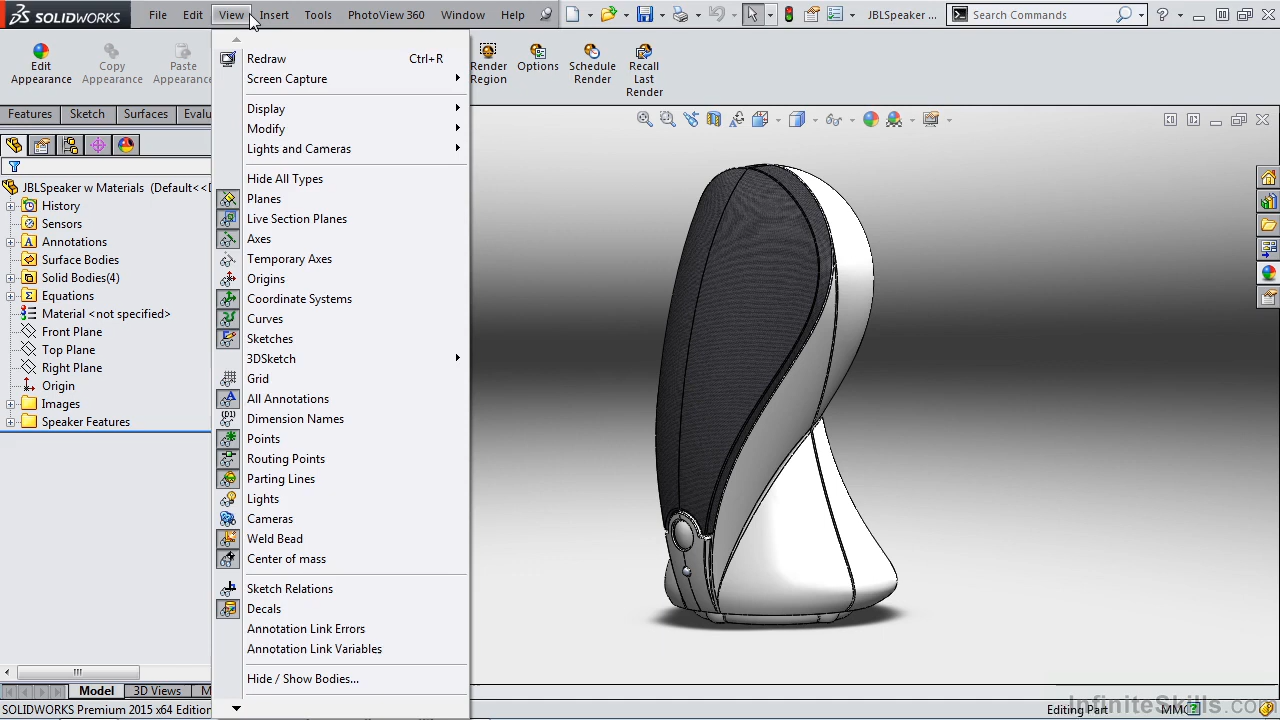 SOLIDWORKS File Edit View Insert Tools PhotoView 360 Window Help JBLSpeaker ... Search Commands
Edit Appearance
Copy Appearance
Paste Appearanc
Render Region
Options
Schedule Render
Recall Last Render
Features Sketch Surfaces Evalu
JBLSpeaker w Materials (Default<<D
History
Sensors
Annotations
Surface Bodies
Solid Bodies(4)
Equations
Material <not specified>
Front Plane
Top Plane
Right Plane
Origin
Images
Speaker Features
Redraw Ctrl+R
Screen Capture
Display
Modify
Lights and Cameras
Hide All Types
Planes
Live Section Planes
Axes
Temporary Axes
Origins
Coordinate Systems
Curves
Sketches
3DSketch
Grid
All Annotations
Dimension Names
Points
Routing Points
Parting Lines
Lights
Cameras
Weld Bead
Center of mass
Sketch Relations
Decals
Annotation Link Errors
Annotation Link Variables
Hide / Show Bodies...
Model 3D Views M
SOLIDWORKS Premium 2015 x64 Edition
Editing Part MMG
InfiniteSkills.com